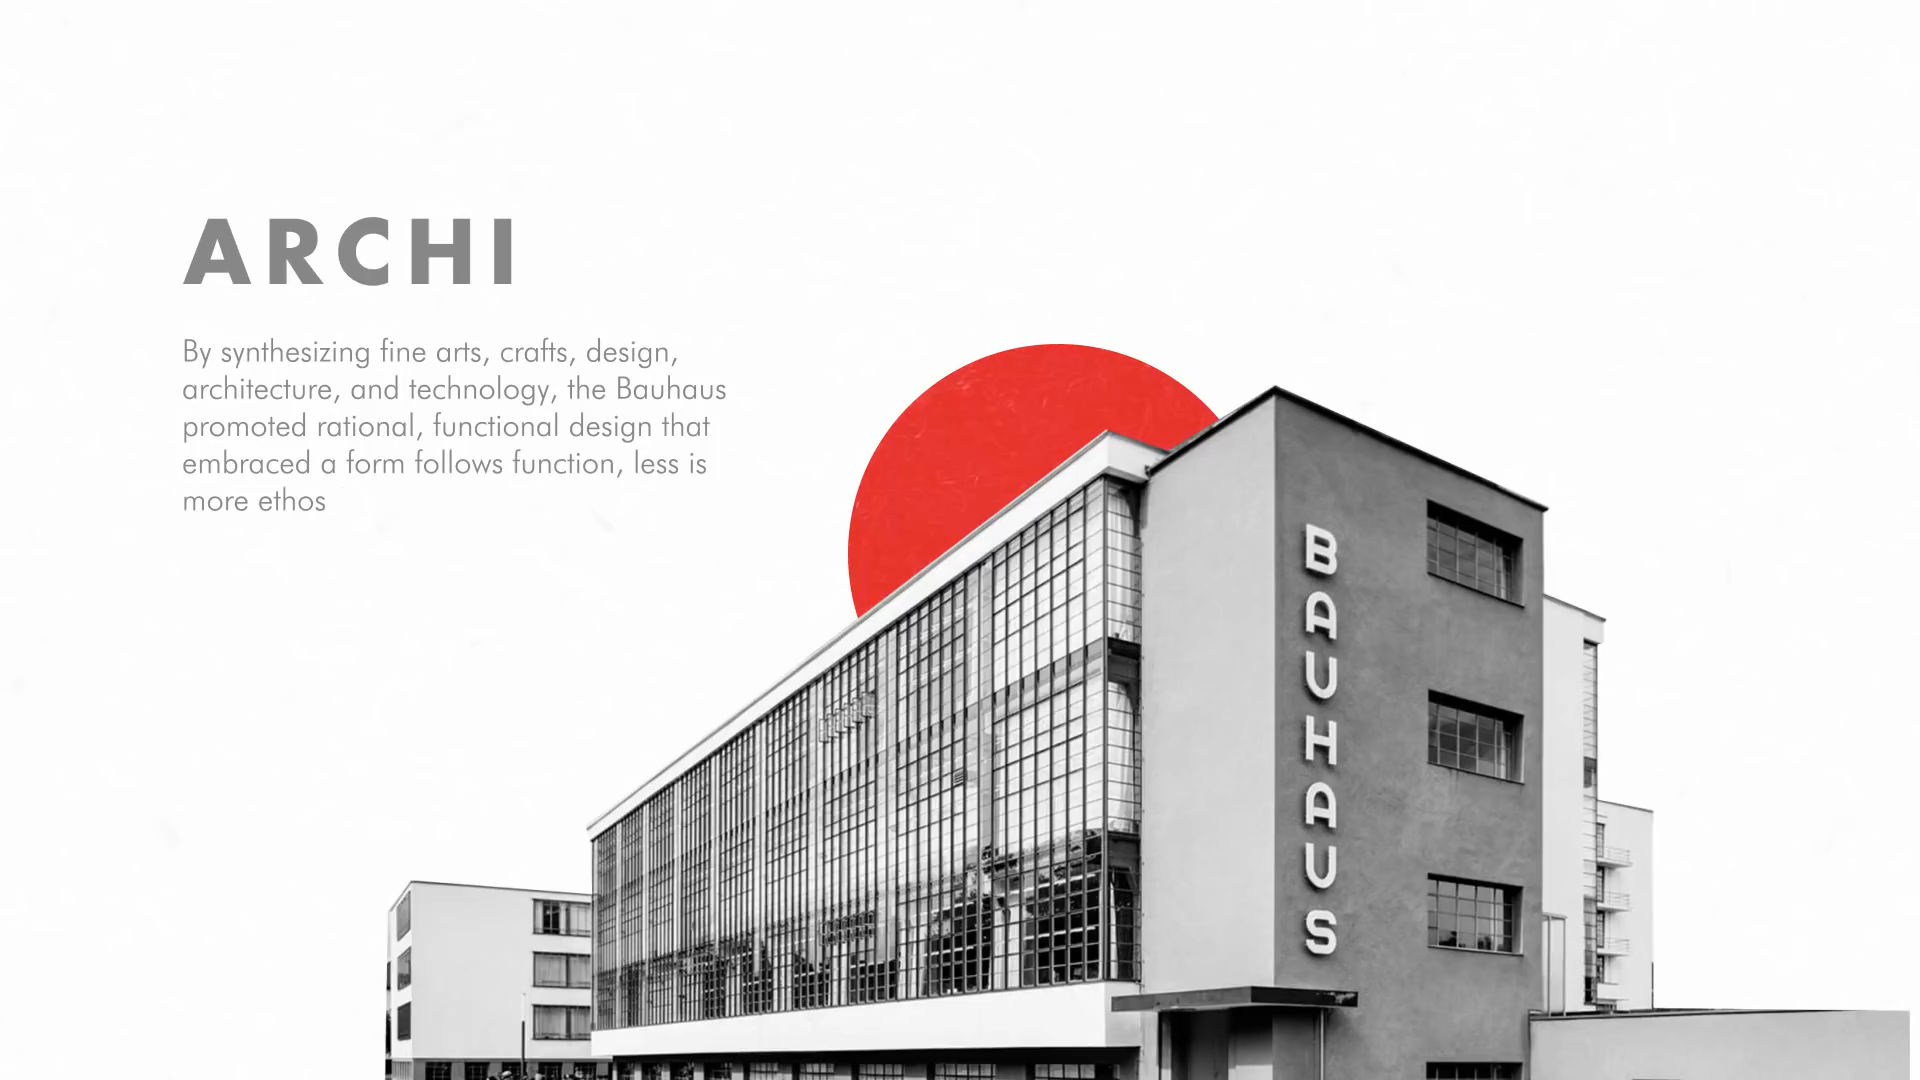 ARCHI
By synthesizing fine arts, crafts, design,
architecture, and technology, the Bauhaus
promoted rational, functional design that
embraced a form follows function, less is
more ethos
BAUHAUS